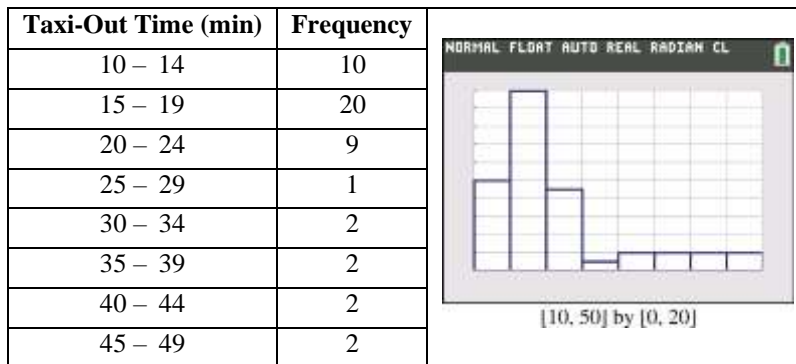 Taxi-Out Time (min) Frequency
10 – 14 10
15 – 19 20
20 – 24 9
25 – 29 1
30 – 34 2
35 – 39 2
40 – 44 2
45 – 49 2
NORMAL FLOAT AUTO REAL RADIAN CL
[10, 50] by [0, 20]